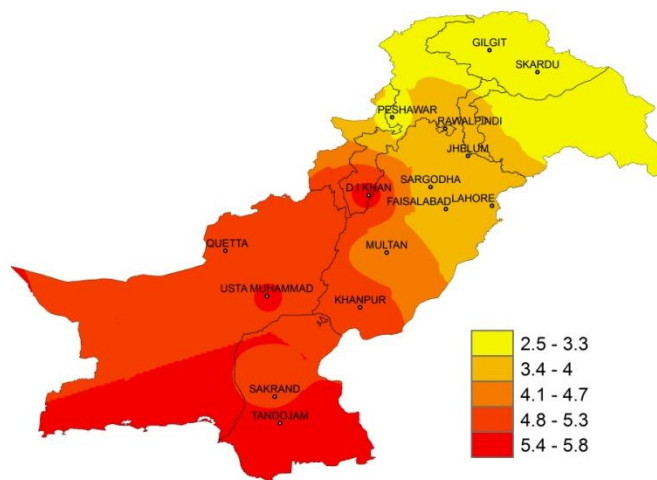 GILGIT
SKARDU
PESHAWAR
RAWALPINDI
JHELUM
SARGODHA
D I KHAN
FAISALABAD
LAHORE
QUETTA
MULTAN
USTA MUHAMMAD
KHANPUR
SAKRAND
TANDOJAM
2.5 - 3.3
3.4 - 4
4.1 - 4.7
4.8 - 5.3
5.4 - 5.8